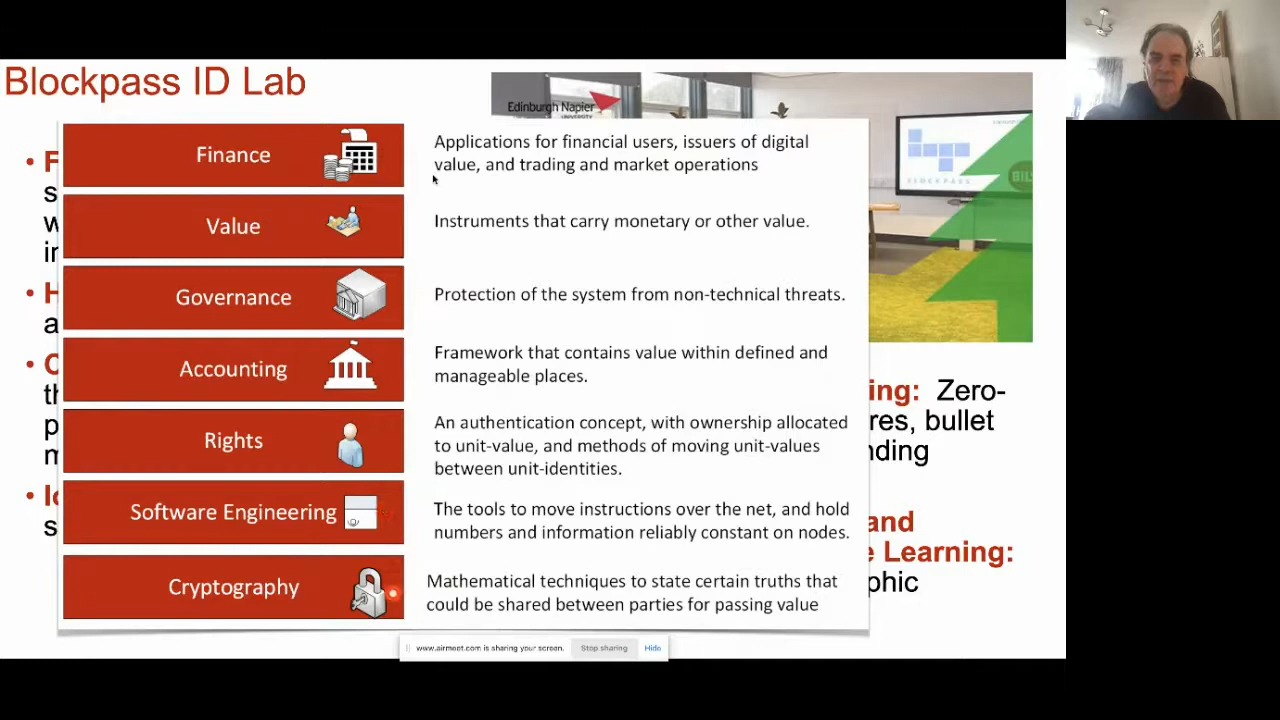 Blockpass ID Lab
Edinburgh Napier
UNIVERSITY
BLOCKPASS
Finance
Applications for financial users, issuers of digital
value, and trading and market operations
Value
Instruments that carry monetary or other value.
Governance
Protection of the system from non-technical threats.
Accounting
Framework that contains value within defined and
manageable places.
Rights
An authentication concept, with ownership allocated
to unit-value, and methods of moving unit-values
between unit-identities.
Software Engineering
The tools to move instructions over the net, and hold
numbers and information reliably constant on nodes.
Cryptography
Mathematical techniques to state certain truths that
could be shared between parties for passing value
ing: Zero-
res, bullet
nding
and
e Learning:
phic
www.airmeet.com is sharing your screen.
Stop sharing
Hide